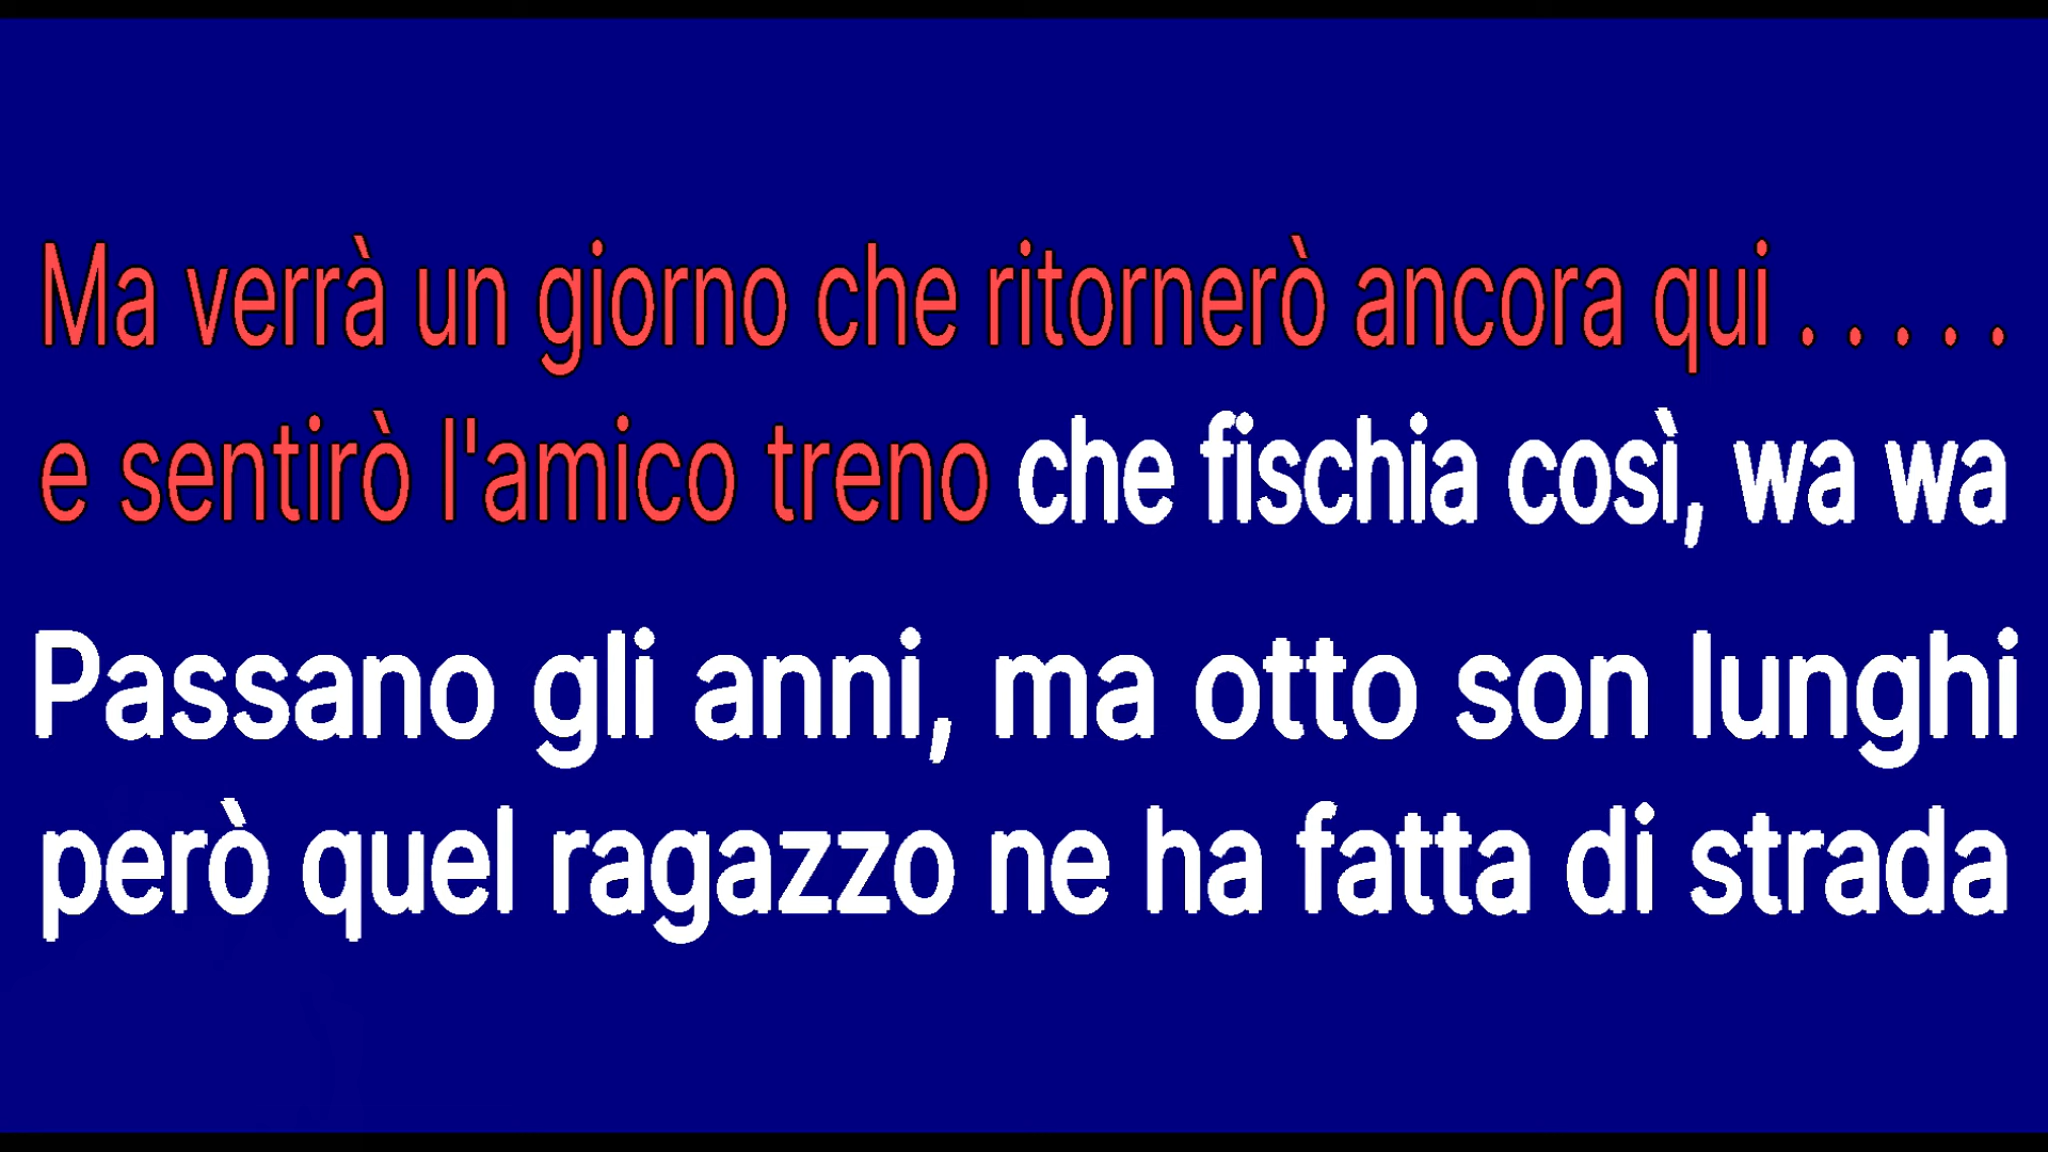 Ma verrà un giorno che ritornerò ancora qui . . . . .
e sentirò l'amico treno che fischia così, wa wa
Passano gli anni, ma otto son lunghi
però quel ragazzo ne ha fatta di strada